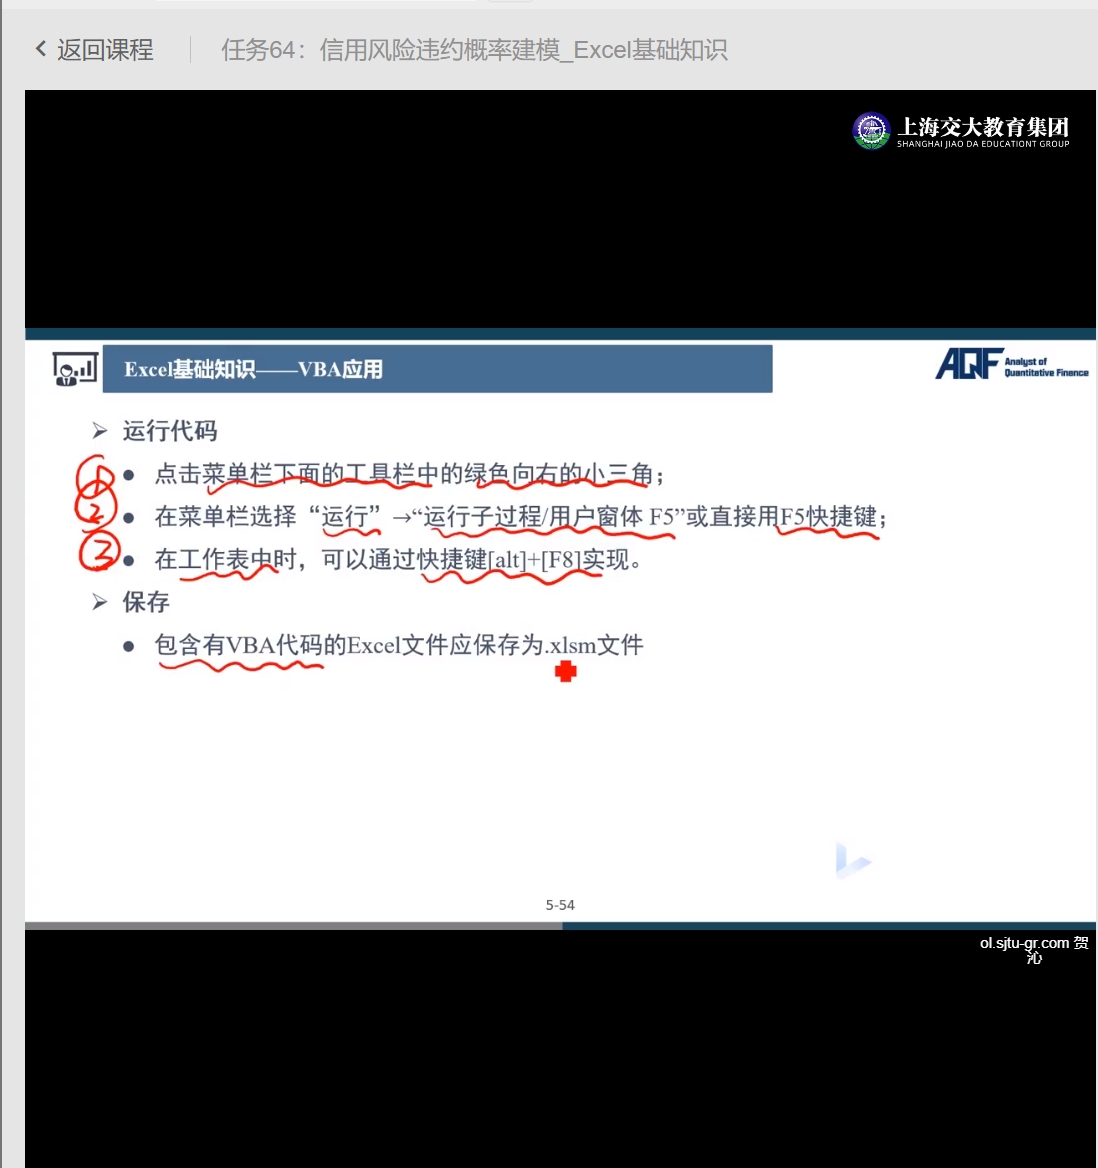 返回课程
任务64：信用风险违约概率建模_Excel基础知识
上海交大教育集团
SHANGHAI JIAO DA EDUCATIONT GROUP
Excel基础知识——VBA应用
AQF Analyst of
Quantitative Finance
运行代码
① 点击菜单栏下面的工具栏中的绿色向右的小三角；
② 在菜单栏选择“运行”→“运行子过程/用户窗体 F5”或直接用F5快捷键；
③ 在工作表中时，可以通过快捷键[alt]+[F8]实现。
保存
包含有VBA代码的Excel文件应保存为.xlsm文件
5-54
ol.sjtu-gr.com 贺
沁